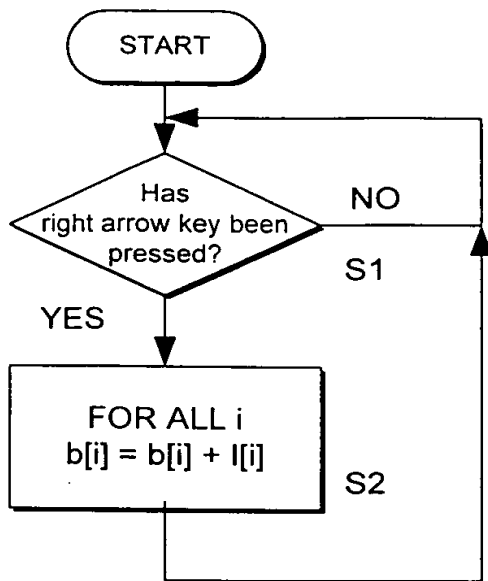 START
Has
right arrow key been
pressed?
NO
S1
YES
FOR ALL i
b[i] = b[i] + I[i]
S2